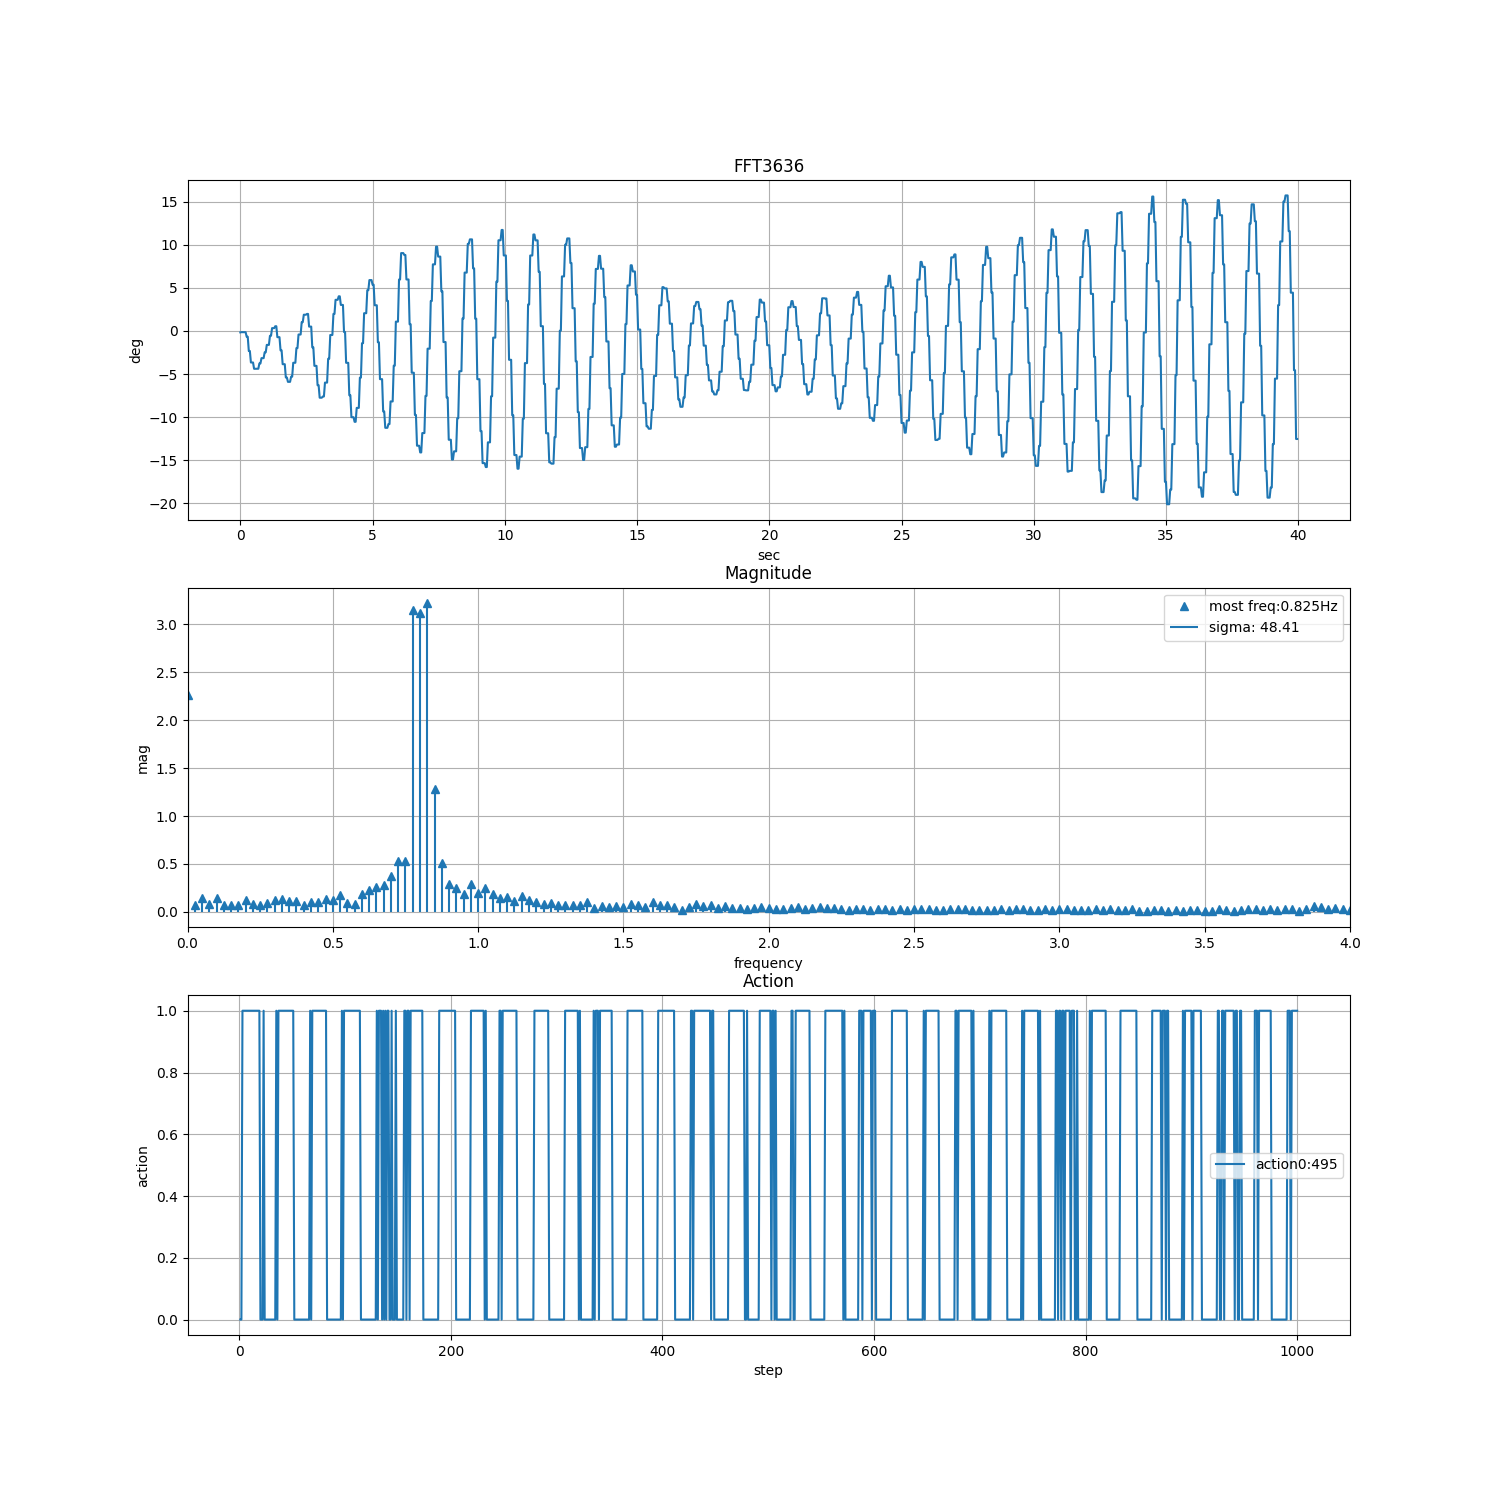 FFT3636
15
10
5
0
−5
−10
−15
−20
deg
0 5 10 15 20 25 30 35 40
sec
Magnitude
most freq:0.825Hz
sigma: 48.41
3.0
2.5
2.0
1.5
1.0
0.5
0.0
mag
0.0 0.5 1.0 1.5 2.0 2.5 3.0 3.5 4.0
frequency
Action
1.0
0.8
0.6
0.4
0.2
0.0
action
action0:495
0 200 400 600 800 1000
step